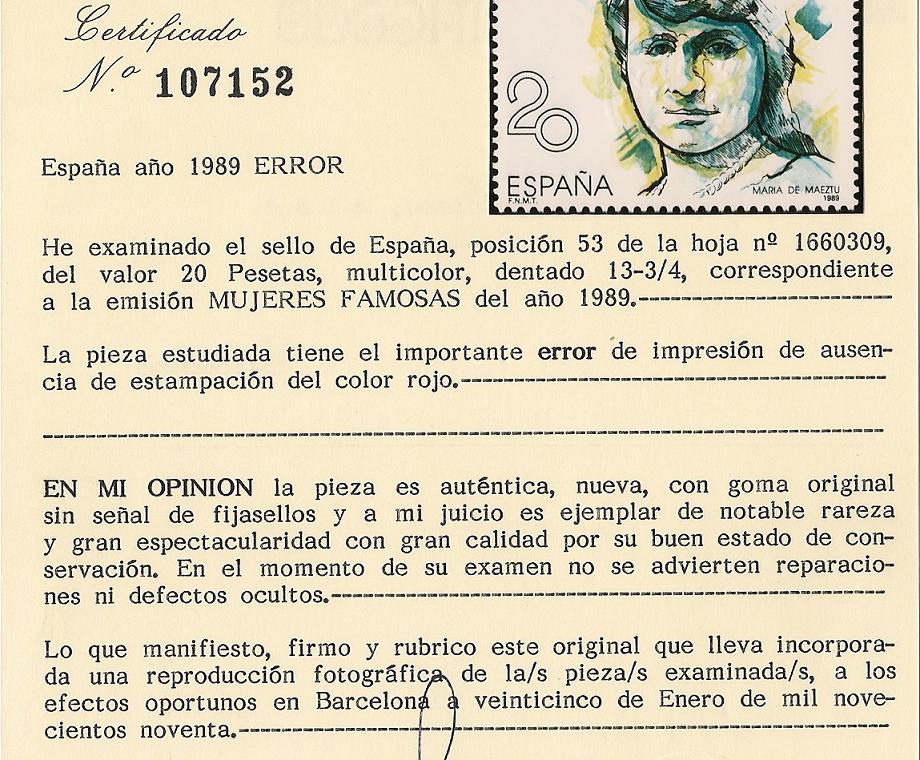 Certificado
N.º 107152
20
España año 1989 ERROR
ESPAÑA
F.N.M.T.
MARIA DE MAEZTU
1989
He examinado el sello de España, posición 53 de la hoja nº 1660309,
del valor 20 Pesetas, multicolor, dentado 13-3/4, correspondiente
a la emisión MUJERES FAMOSAS del año 1989.
La pieza estudiada tiene el importante error de impresión de ausen-
cia de estampación del color rojo.
EN MI OPINION la pieza es auténtica, nueva, con goma original
sin señal de fijasellos y a mi juicio es ejemplar de notable rareza
y gran espectacularidad con gran calidad por su buen estado de con-
servación. En el momento de su examen no se advierten reparacio-
nes ni defectos ocultos.
Lo que manifiesto, firmo y rubrico este original que lleva incorpora-
da una reproducción fotográfica de la/s pieza/s examinada/s, a los
efectos oportunos en Barcelona a veinticinco de Enero de mil nove-
cientos noventa.